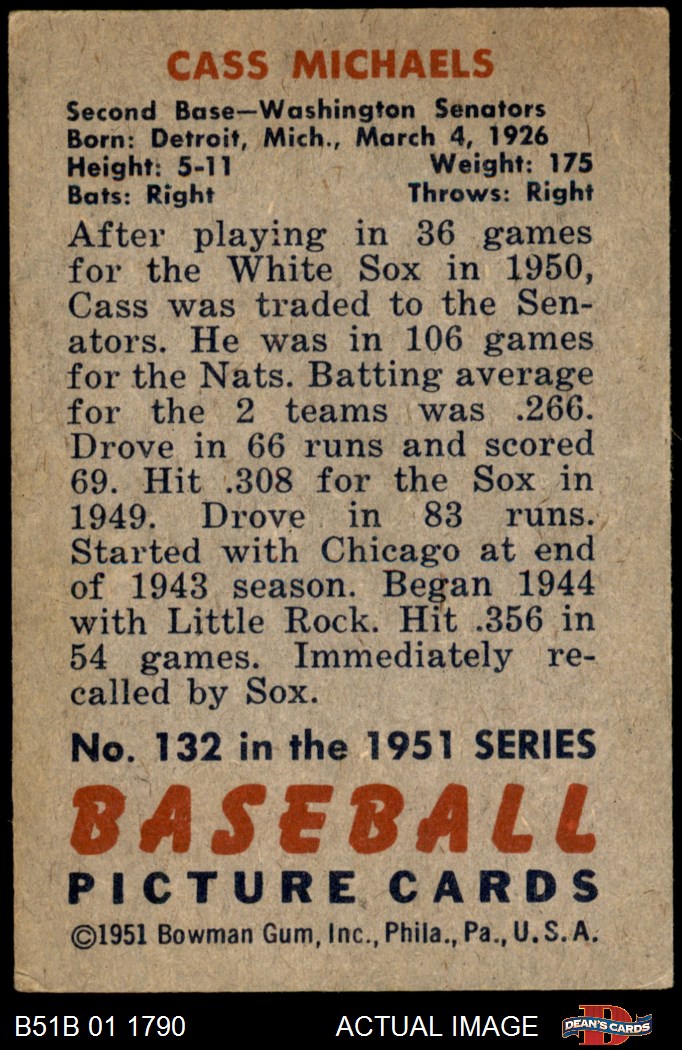 CASS MICHAELS
Second Base—Washington Senators
Born: Detroit, Mich., March 4, 1926
Height: 5-11 Weight: 175
Bats: Right Throws: Right
After playing in 36 games
for the White Sox in 1950,
Cass was traded to the Sen-
ators. He was in 106 games
for the Nats. Batting average
for the 2 teams was .266.
Drove in 66 runs and scored
69. Hit .308 for the Sox in
1949. Drove in 83 runs.
Started with Chicago at end
of 1943 season. Began 1944
with Little Rock. Hit .356 in
54 games. Immediately re-
called by Sox.
No. 132 in the 1951 SERIES
BASEBALL
PICTURE CARDS
©1951 Bowman Gum, Inc., Phila., Pa., U.S.A.
B51B 01 1790 ACTUAL IMAGE D DEAN'S CARDS